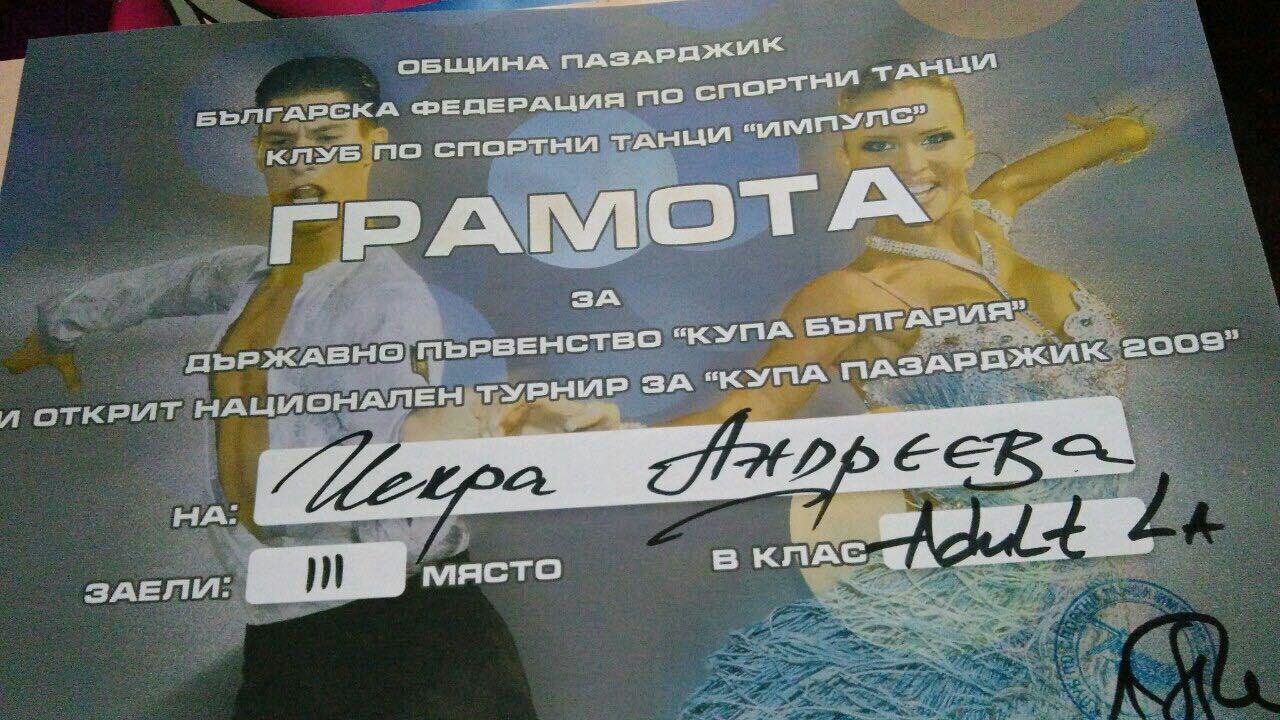 ОБЩИНА ПАЗАРДЖИК
БЪЛГАРСКА ФЕДЕРАЦИЯ ПО СПОРТНИ ТАНЦИ
КЛУБ ПО СПОРТНИ ТАНЦИ "ИМПУЛС"
ГРАМОТА
ЗА
ДЪРЖАВНО ПЪРВЕНСТВО "КУПА БЪЛГАРИЯ"
И ОТКРИТ НАЦИОНАЛЕН ТУРНИР ЗА "КУПА ПАЗАРДЖИК 2009"
НА: Искра Андреева
ЗАЕЛИ: III МЯСТО В КЛАС Adult LA